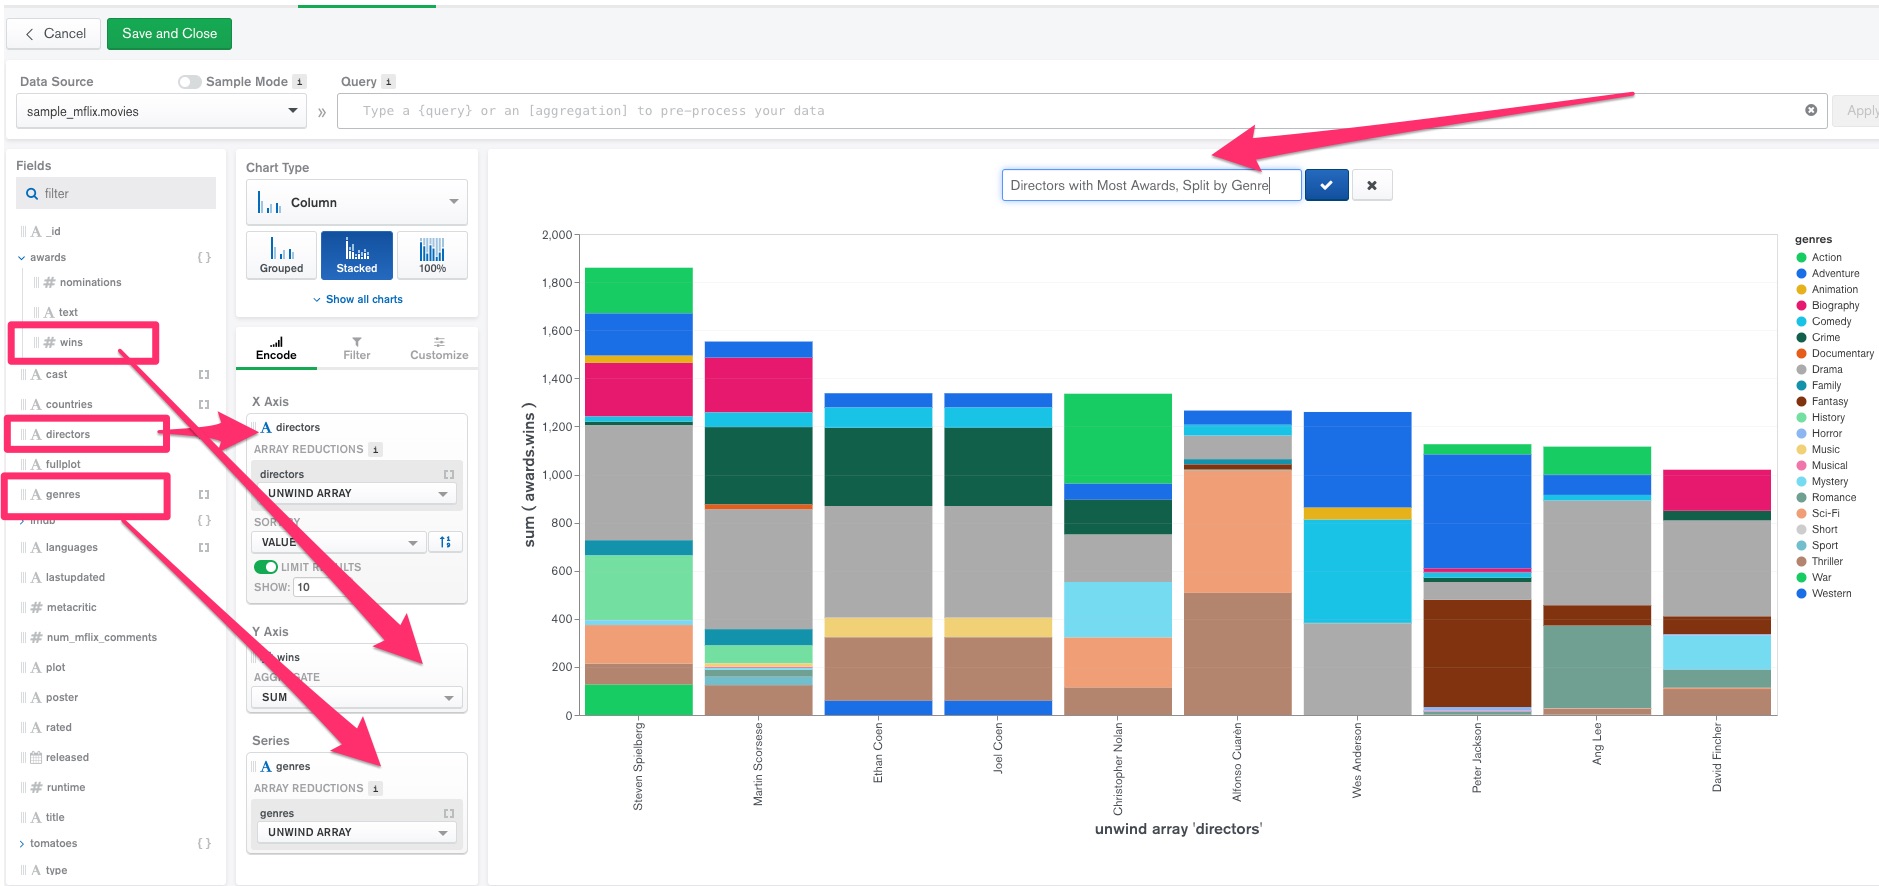 Cancel
Save and Close
Data Source
Sample Mode i
Query i
sample_mflix.movies
»
Type a {query} or an [aggregation] to pre-process your data
Apply
Fields
filter
A _id
awards { }
# nominations
A text
# wins
A cast [ ]
A countries [ ]
A directors
A fullplot
A genres [ ]
imdb { }
A languages [ ]
A lastupdated
# metacritic
# num_mflix_comments
A plot
A poster
A rated
released
# runtime
A title
tomatoes { }
A type
Chart Type
Column
Grouped
Stacked
100%
Show all charts
Encode
Filter
Customize
X Axis
A directors
ARRAY REDUCTIONS i
directors [ ]
UNWIND ARRAY
SORT BY
VALUE
LIMIT RESULTS
SHOW: 10
Y Axis
wins
AGGREGATE
SUM
Series
A genres
ARRAY REDUCTIONS i
genres [ ]
UNWIND ARRAY
Directors with Most Awards, Split by Genre
2,000
1,800
1,600
1,400
1,200
1,000
800
600
400
200
0
sum ( awards.wins )
Steven Spielberg
Martin Scorsese
Ethan Coen
Joel Coen
Christopher Nolan
Alfonso Cuarón
Wes Anderson
Peter Jackson
Ang Lee
David Fincher
unwind array 'directors'
genres
Action
Adventure
Animation
Biography
Comedy
Crime
Documentary
Drama
Family
Fantasy
History
Horror
Music
Musical
Mystery
Romance
Sci-Fi
Short
Sport
Thriller
War
Western